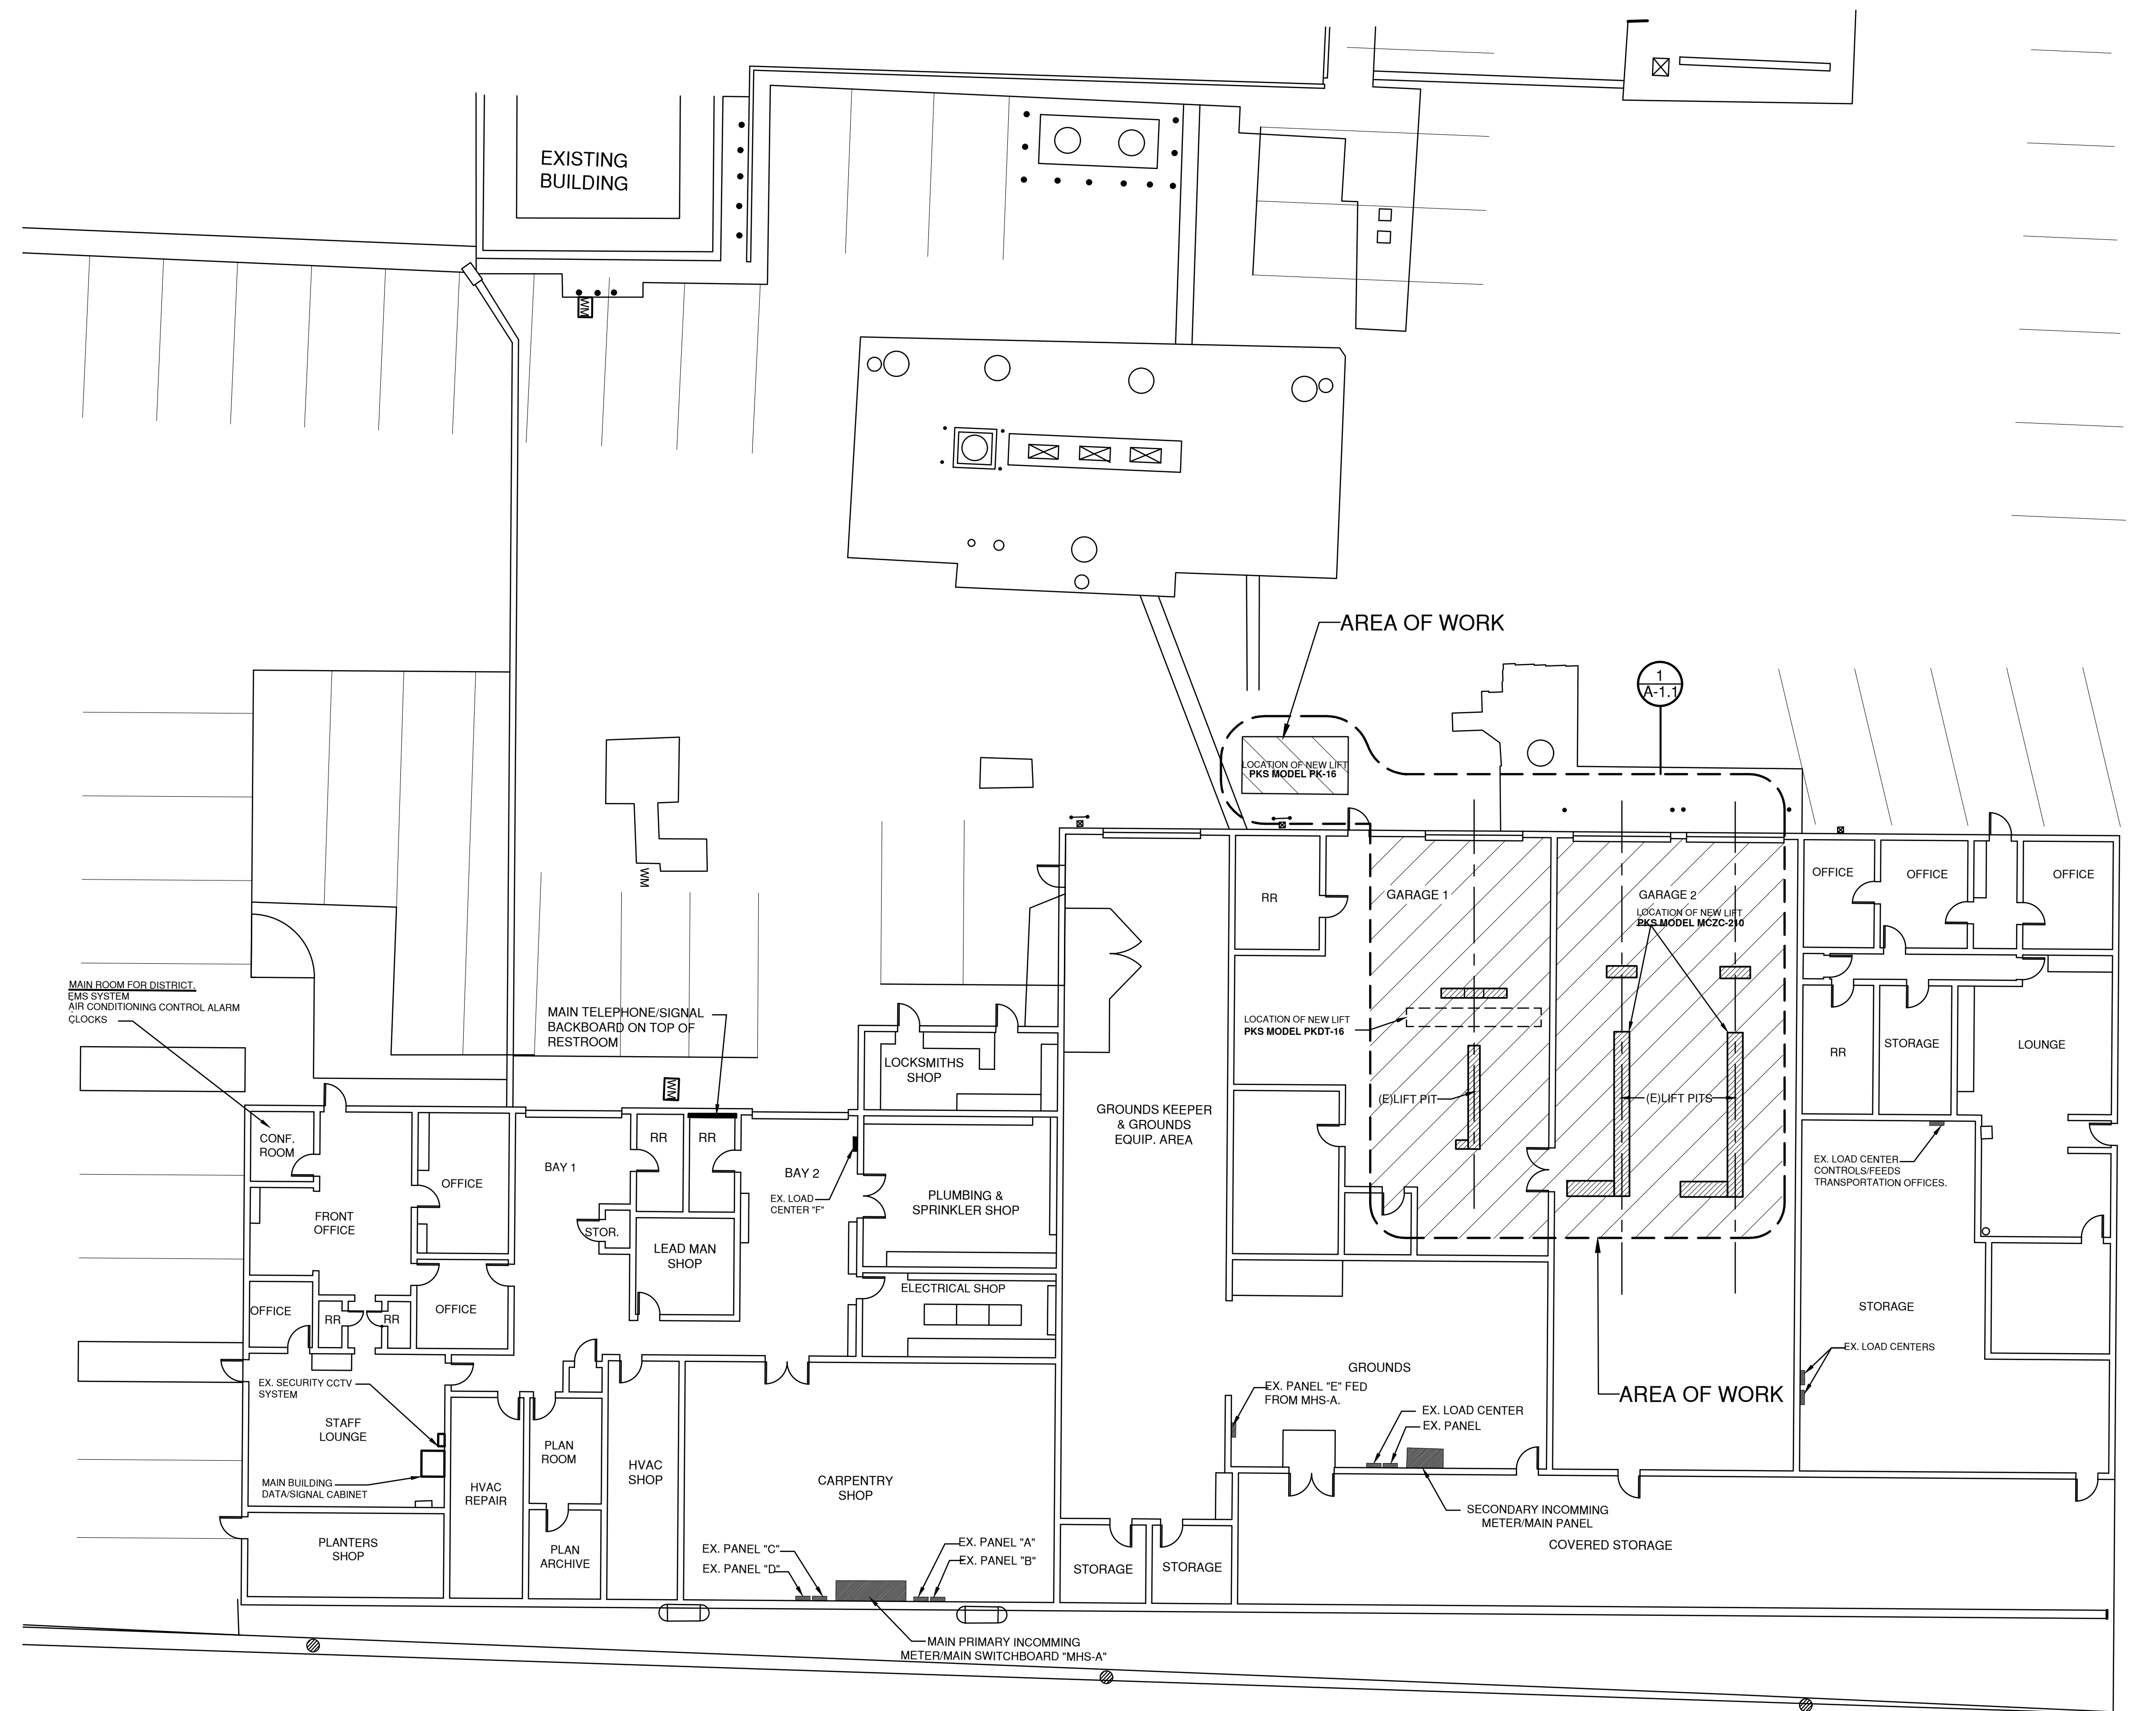 EXISTING
BUILDING
WM
AREA OF WORK
1
A-1.1
LOCATION OF NEW LIFT
PKS MODEL PK-16
WM
RR
GARAGE 1
GARAGE 2
LOCATION OF NEW LIFT
PKS MODEL MCZC-210
OFFICE
OFFICE
OFFICE
MAIN ROOM FOR DISTRICT.
EMS SYSTEM
AIR CONDITIONING CONTROL ALARM
CLOCKS
MAIN TELEPHONE/SIGNAL
BACKBOARD ON TOP OF
RESTROOM
LOCATION OF NEW LIFT
PKS MODEL PKDT-16
RR
STORAGE
LOUNGE
LOCKSMITHS
SHOP
WM
(E)LIFT PIT
(E)LIFT PITS
GROUNDS KEEPER
& GROUNDS
EQUIP. AREA
CONF.
ROOM
RR
RR
BAY 1
BAY 2
OFFICE
EX. LOAD
CENTER "F"
PLUMBING &
SPRINKLER SHOP
EX. LOAD CENTER
CONTROLS/FEEDS
TRANSPORTATION OFFICES.
FRONT
OFFICE
STOR.
LEAD MAN
SHOP
ELECTRICAL SHOP
OFFICE
RR
RR
OFFICE
STORAGE
EX. LOAD CENTERS
GROUNDS
EX. PANEL "E" FED
FROM MHS-A.
AREA OF WORK
EX. SECURITY CCTV
SYSTEM
EX. LOAD CENTER
EX. PANEL
STAFF
LOUNGE
PLAN
ROOM
HVAC
SHOP
CARPENTRY
SHOP
MAIN BUILDING
DATA/SIGNAL CABINET
HVAC
REPAIR
SECONDARY INCOMMING
METER/MAIN PANEL
COVERED STORAGE
PLANTERS
SHOP
PLAN
ARCHIVE
EX. PANEL "C"
EX. PANEL "D"
EX. PANEL "A"
EX. PANEL "B"
STORAGE
STORAGE
MAIN PRIMARY INCOMMING
METER/MAIN SWITCHBOARD "MHS-A"